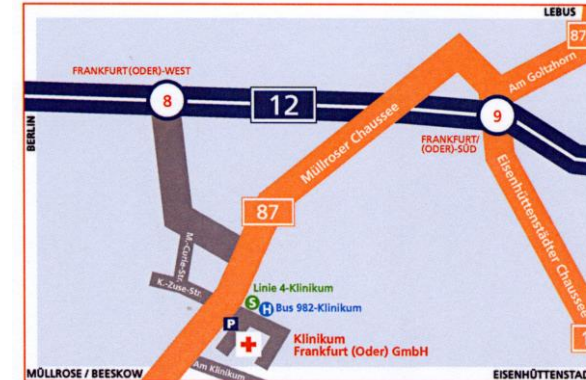 LEBUS
87
Am Goltzhorn
FRANKFURT(ODER)-WEST
8
12
9
BERLIN
Müllroser Chaussee
FRANKFURT/
(ODER)-SÜD
Eisenhüttenstädter Chaussee
87
M.-Curie-Str.
K.-Zuse-Str.
Linie 4-Klinikum
S
H
Bus 982-Klinikum
P
Klinikum
Frankfurt (Oder) GmbH
Am Klinikum
MÜLLROSE / BEESKOW
EISENHÜTTENSTAD